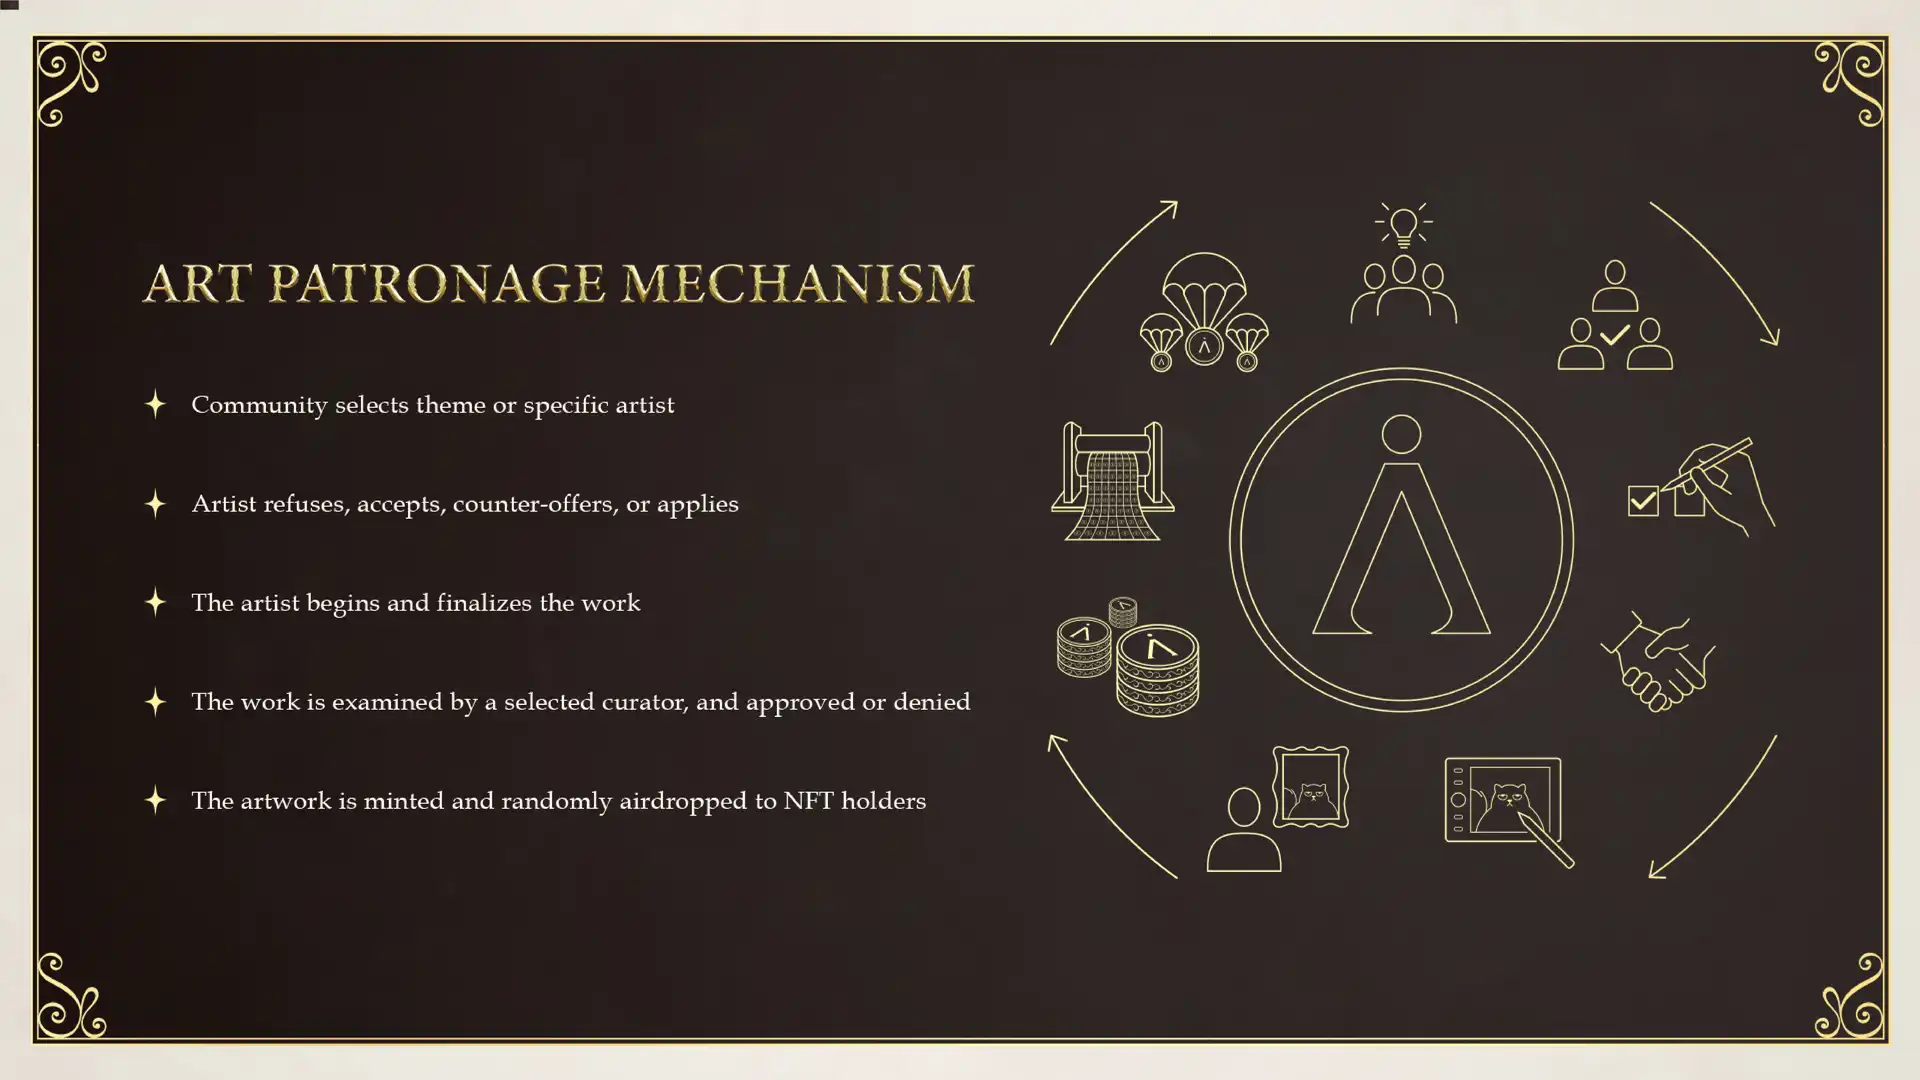 ART PATRONAGE MECHANISM
Community selects theme or specific artist
Artist refuses, accepts, counter-offers, or applies
The artist begins and finalizes the work
The work is examined by a selected curator, and approved or denied
The artwork is minted and randomly airdropped to NFT holders